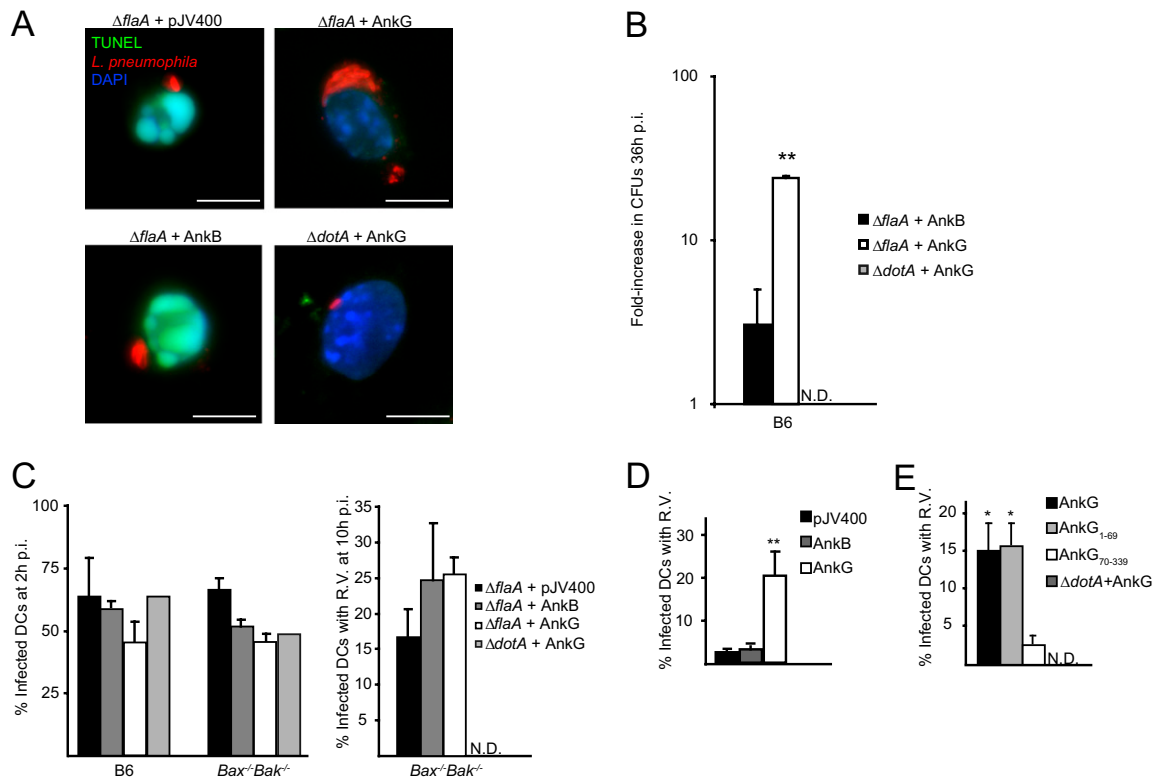 A
ΔflaA + pJV400
ΔflaA + AnkG
TUNEL
L. pneumophila
DAPI
ΔflaA + AnkB
ΔdotA + AnkG
B
Fold-increase in CFUs 36h p.i.
100
10
1
**
N.D.
B6
ΔflaA + AnkB
ΔflaA + AnkG
ΔdotA + AnkG
C
% Infected DCs at 2h p.i.
100
75
50
25
B6
Bax-/-Bak-/-
% Infected DCs with R.V. at 10h p.i.
35
30
25
20
15
10
5
N.D.
Bax-/-Bak-/-
ΔflaA + pJV400
ΔflaA + AnkB
ΔflaA + AnkG
ΔdotA + AnkG
D
% Infected DCs with R.V.
30
20
10
**
pJV400
AnkB
AnkG
E
% Infected DCs with R.V.
20
15
10
5
* *
N.D.
AnkG
AnkG1-69
AnkG70-339
ΔdotA+AnkG